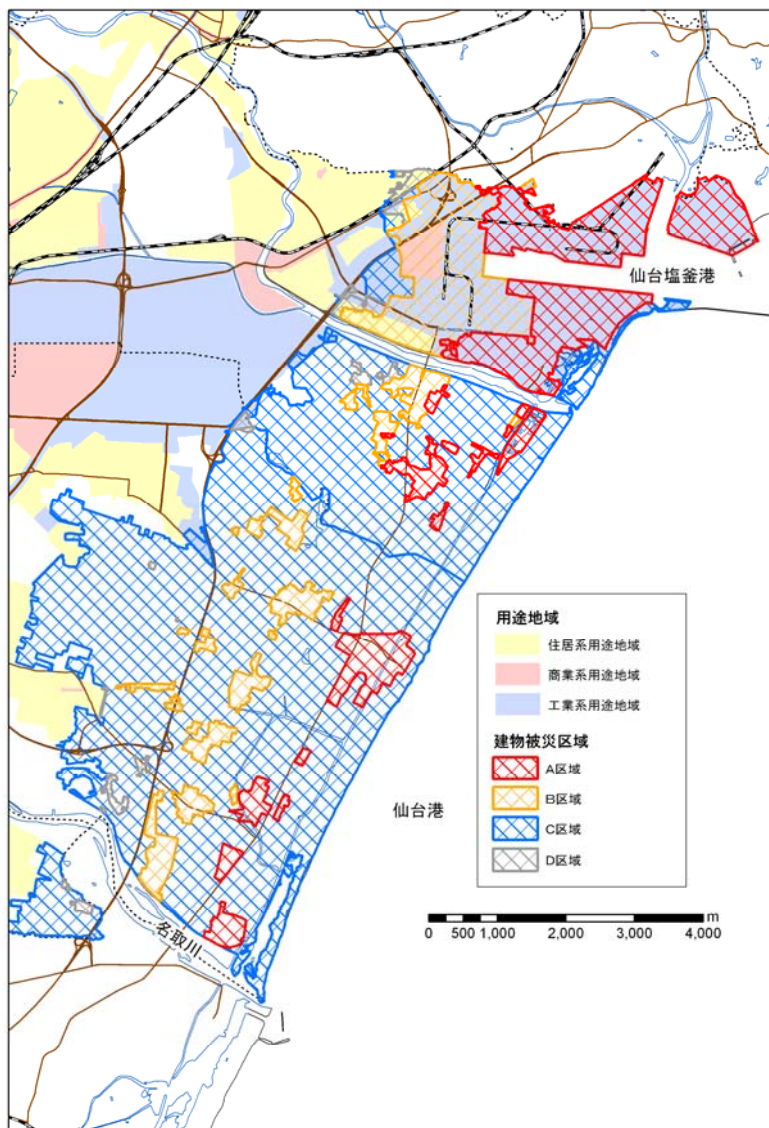 仙台塩釜港
用途地域
住居系用途地域
商業系用途地域
工業系用途地域
建物被災区域
A区域
B区域
C区域
D区域
仙台港
m
0 500 1,000 2,000 3,000 4,000
名取川